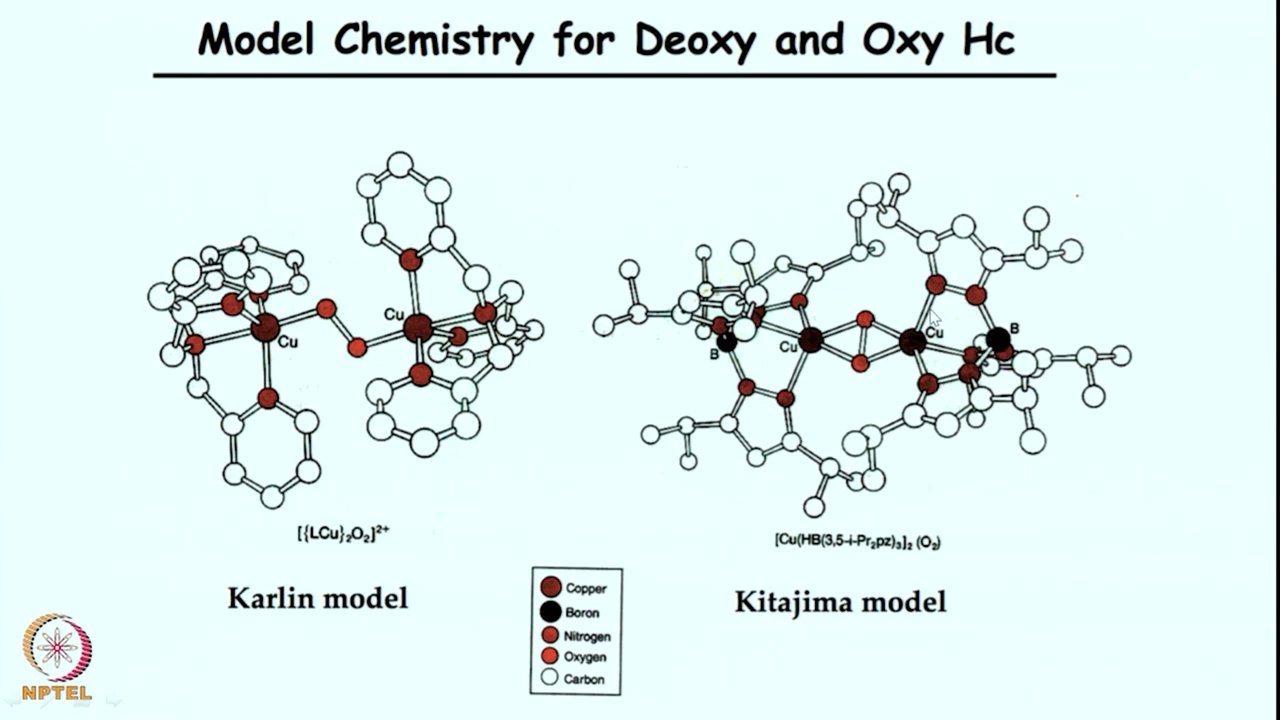 Model Chemistry for Deoxy and Oxy Hc
Cu
Cu
[{LCu}₂O₂]²⁺
Karlin model
B
Cu
Cu
B
[Cu(HB(3,5-i-Pr₂pz)₃]₂ (O₂)
Kitajima model
Copper
Boron
Nitrogen
Oxygen
Carbon
NPTEL